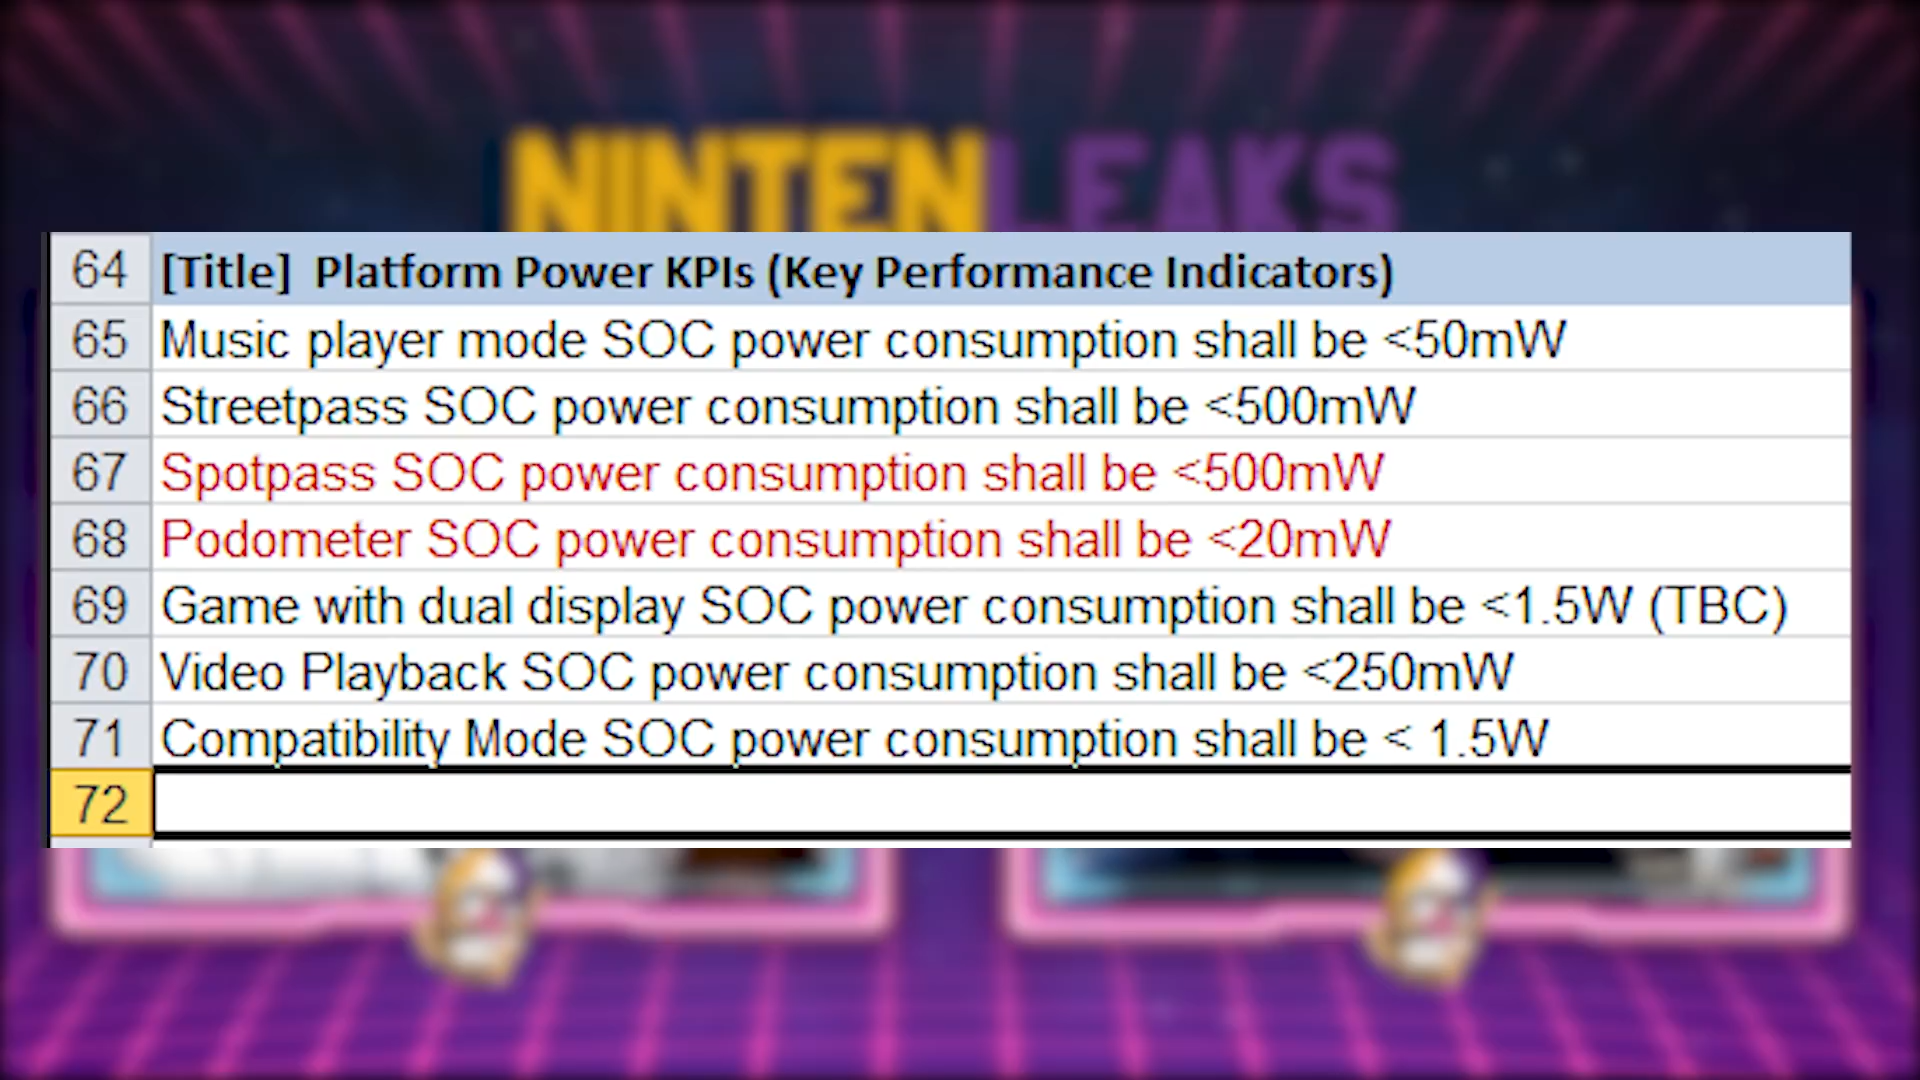 NINTENLEAKS
64 [Title] Platform Power KPIs (Key Performance Indicators)
65 Music player mode SOC power consumption shall be <50mW
66 Streetpass SOC power consumption shall be <500mW
67 Spotpass SOC power consumption shall be <500mW
68 Podometer SOC power consumption shall be <20mW
69 Game with dual display SOC power consumption shall be <1.5W (TBC)
70 Video Playback SOC power consumption shall be <250mW
71 Compatibility Mode SOC power consumption shall be < 1.5W
72